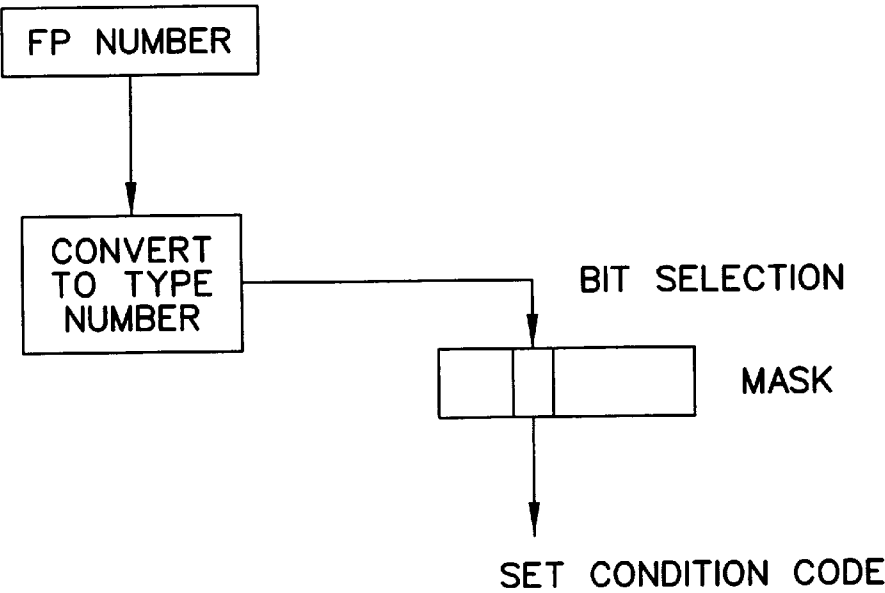 FP NUMBER
CONVERT
TO TYPE
NUMBER
BIT SELECTION
MASK
SET CONDITION CODE